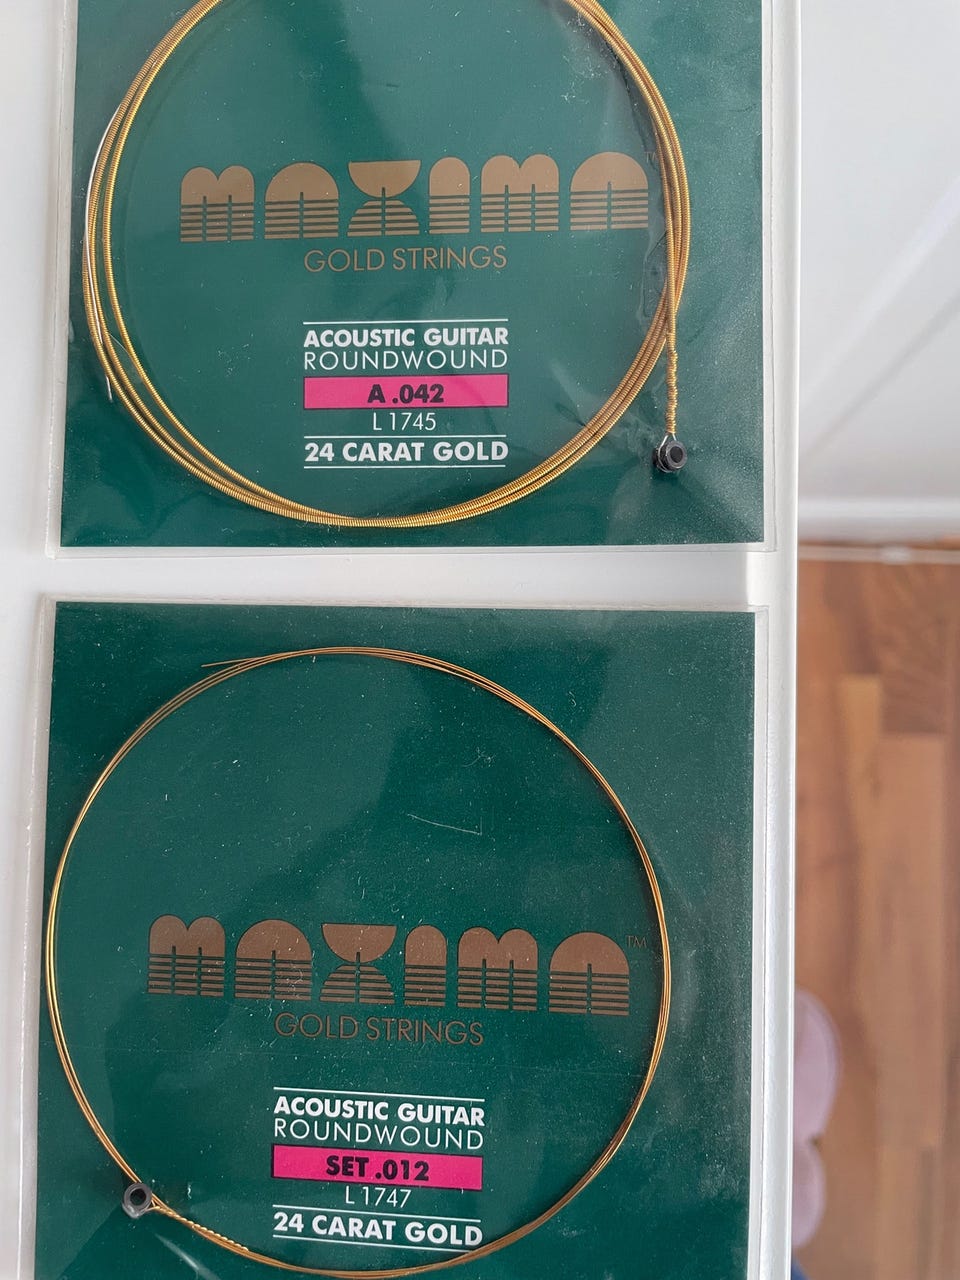 MAXIMA™
GOLD STRINGS
ACOUSTIC GUITAR
ROUNDWOUND
A .042
L 1745
24 CARAT GOLD
MAXIMA™
GOLD STRINGS
ACOUSTIC GUITAR
ROUNDWOUND
SET .012
L 1747
24 CARAT GOLD